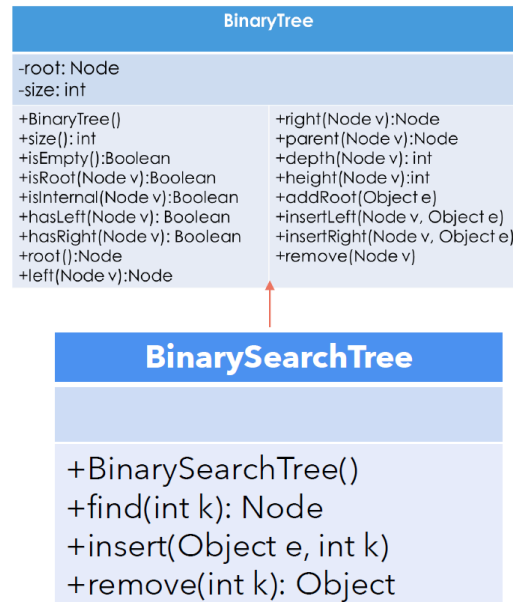 BinaryTree
-root: Node
-size: int
+BinaryTree()
+size(): int
+isEmpty():Boolean
+isRoot(Node v):Boolean
+isInternal(Node v):Boolean
+hasLeft(Node v): Boolean
+hasRight(Node v): Boolean
+root():Node
+left(Node v):Node
+right(Node v):Node
+parent(Node v):Node
+depth(Node v): int
+height(Node v):int
+addRoot(Object e)
+insertLeft(Node v, Object e)
+insertRight(Node v, Object e)
+remove(Node v)
BinarySearchTree
+BinarySearchTree()
+find(int k): Node
+insert(Object e, int k)
+remove(int k): Object